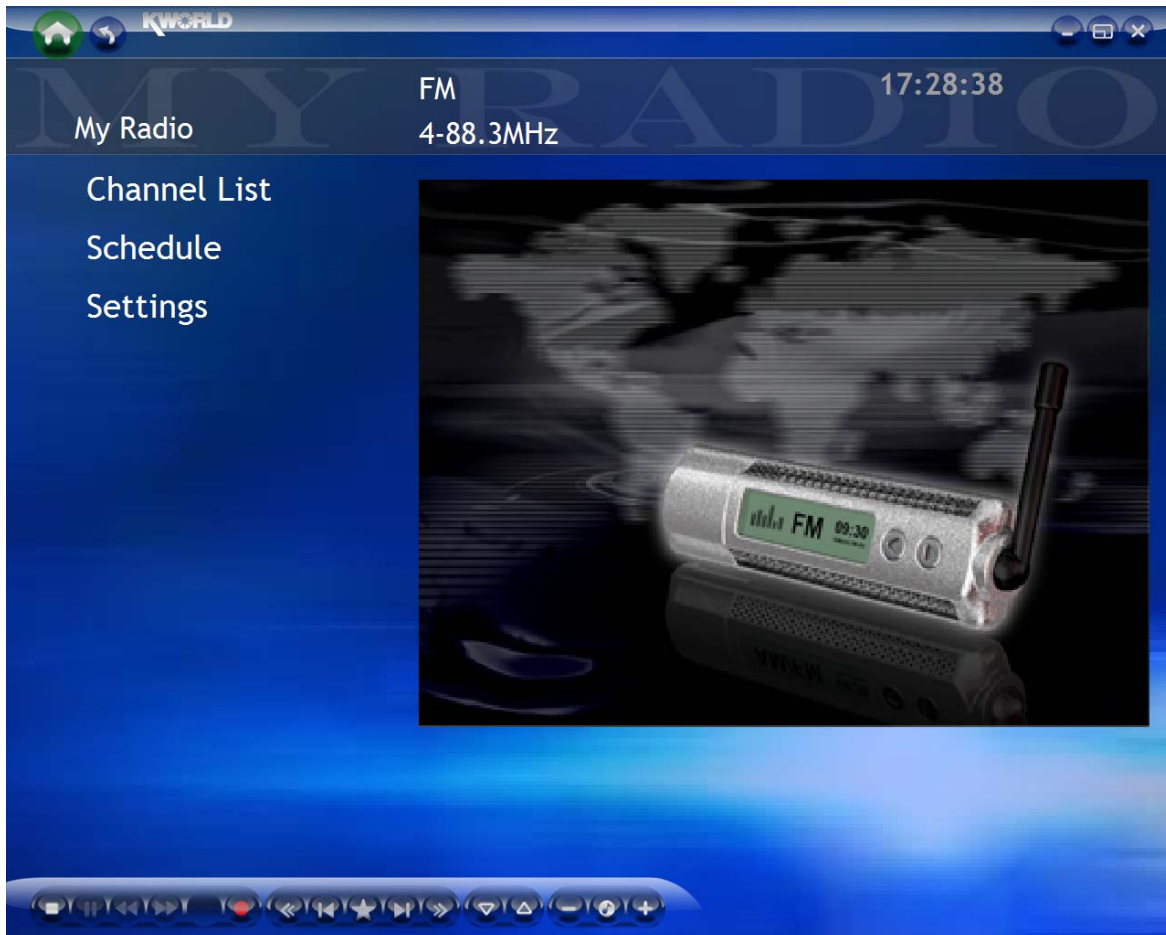 KWORLD
MY RADIO
My Radio
FM
4-88.3MHz
17:28:38
Channel List
Schedule
Settings
FM 09:30